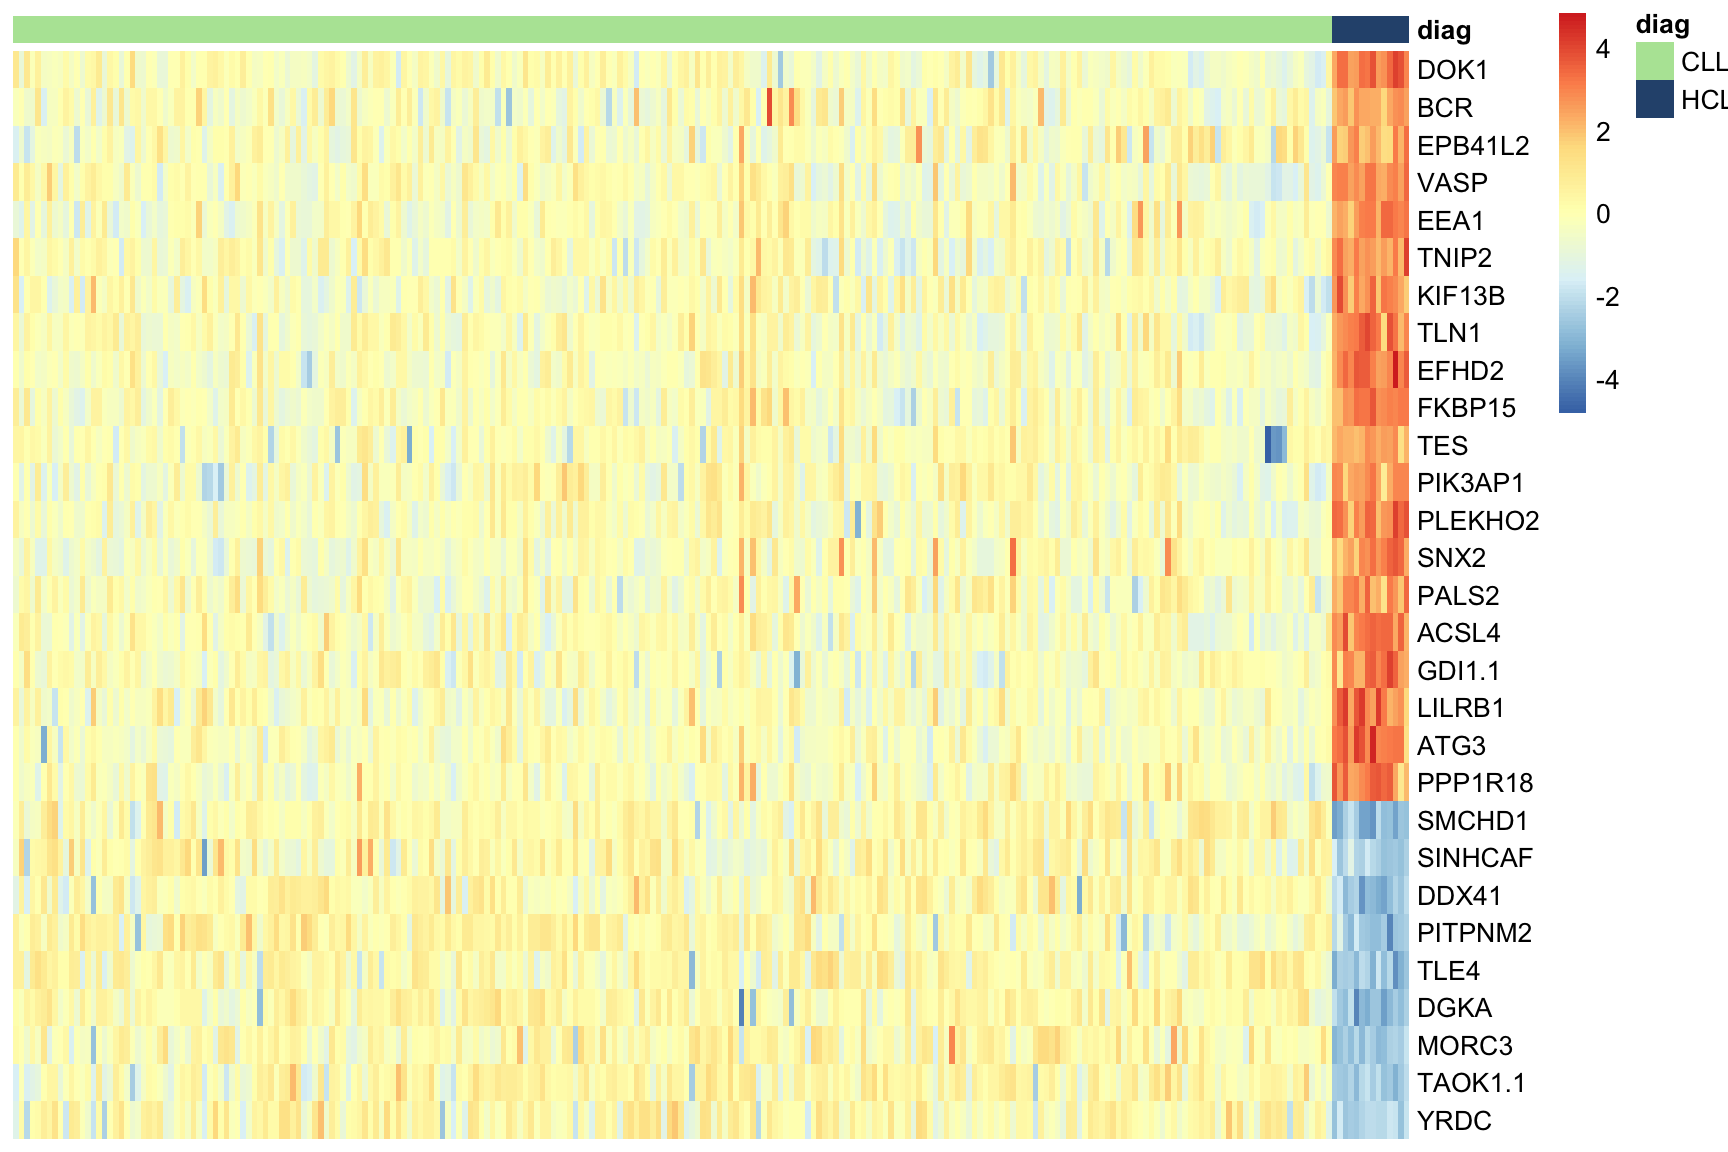 diag
DOK1
BCR
EPB41L2
VASP
EEA1
TNIP2
KIF13B
TLN1
EFHD2
FKBP15
TES
PIK3AP1
PLEKHO2
SNX2
PALS2
ACSL4
GDI1.1
LILRB1
ATG3
PPP1R18
SMCHD1
SINHCAF
DDX41
PITPNM2
TLE4
DGKA
MORC3
TAOK1.1
YRDC
4
2
0
-2
-4
diag
CLL
HCL